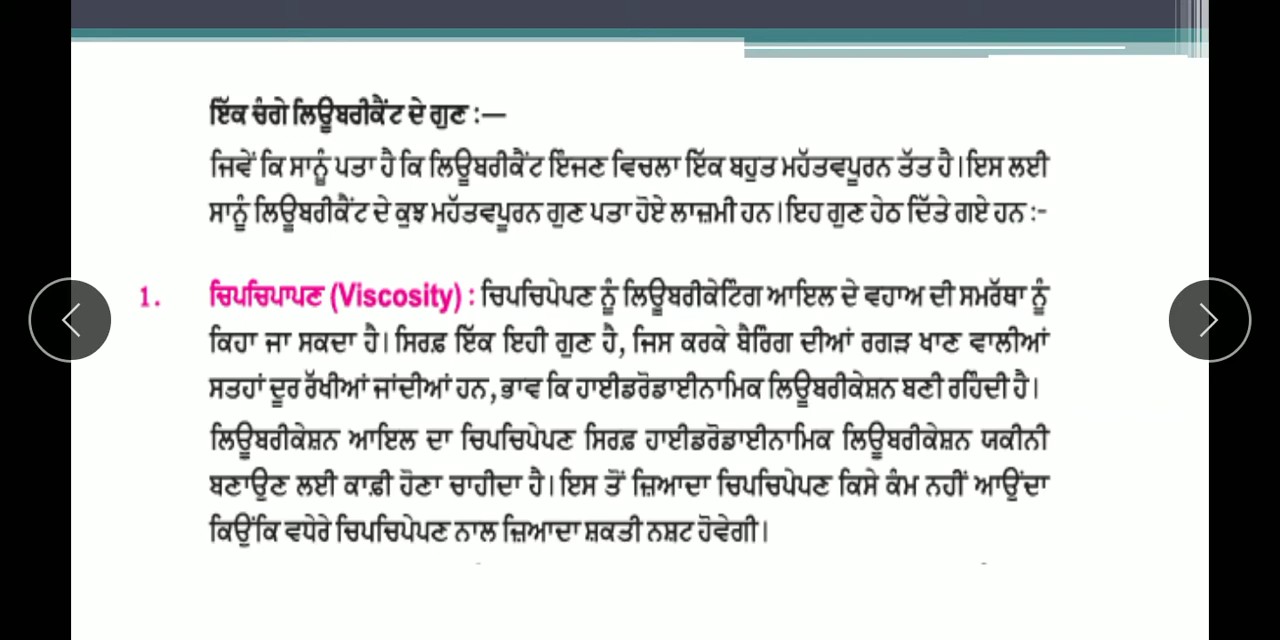 ਇੱਕ ਚੰਗੇ ਲਿਊਬਰੀਕੈਂਟ ਦੇ ਗੁਣ :—
ਜਿਵੇਂ ਕਿ ਸਾਨੂੰ ਪਤਾ ਹੈ ਕਿ ਲਿਊਬਰੀਕੈਂਟ ਇੰਜਣ ਵਿਚਲਾ ਇੱਕ ਬਹੁਤ ਮਹੱਤਵਪੂਰਨ ਤੱਤ ਹੈ। ਇਸ ਲਈ
ਸਾਨੂੰ ਲਿਊਬਰੀਕੈਂਟ ਦੇ ਕੁਝ ਮਹੱਤਵਪੂਰਨ ਗੁਣ ਪਤਾ ਹੋਏ ਲਾਜ਼ਮੀ ਹਨ। ਇਹ ਗੁਣ ਹੇਠ ਦਿੱਤੇ ਗਏ ਹਨ :-
1. ਚਿਪਚਿਪਾਪਣ (Viscosity) : ਚਿਪਚਿਪੇਪਣ ਨੂੰ ਲਿਊਬਰੀਕੇਟਿੰਗ ਆਇਲ ਦੇ ਵਹਾਅ ਦੀ ਸਮਰੱਥਾ ਨੂੰ
ਕਿਹਾ ਜਾ ਸਕਦਾ ਹੈ। ਸਿਰਫ਼ ਇੱਕ ਇਹੀ ਗੁਣ ਹੈ, ਜਿਸ ਕਰਕੇ ਬੈਰਿੰਗ ਦੀਆਂ ਰਗੜ ਖਾਣ ਵਾਲੀਆਂ
ਸਤਹਾਂ ਦੂਰ ਰੱਖੀਆਂ ਜਾਂਦੀਆਂ ਹਨ, ਭਾਵ ਕਿ ਹਾਈਡਰੋਡਾਈਨਾਮਿਕ ਲਿਊਬਰੀਕੇਸ਼ਨ ਬਣੀ ਰਹਿੰਦੀ ਹੈ।
ਲਿਊਬਰੀਕੇਸ਼ਨ ਆਇਲ ਦਾ ਚਿਪਚਿਪੇਪਣ ਸਿਰਫ਼ ਹਾਈਡਰੋਡਾਈਨਾਮਿਕ ਲਿਊਬਰੀਕੇਸ਼ਨ ਯਕੀਨੀ
ਬਣਾਉਣ ਲਈ ਕਾਫ਼ੀ ਹੋਣਾ ਚਾਹੀਦਾ ਹੈ। ਇਸ ਤੋਂ ਜ਼ਿਆਦਾ ਚਿਪਚਿਪੇਪਣ ਕਿਸੇ ਕੰਮ ਨਹੀਂ ਆਉਂਦਾ
ਕਿਉਂਕਿ ਵਧੇਰੇ ਚਿਪਚਿਪੇਪਣ ਨਾਲ ਜ਼ਿਆਦਾ ਸ਼ਕਤੀ ਨਸ਼ਟ ਹੋਵੇਗੀ।